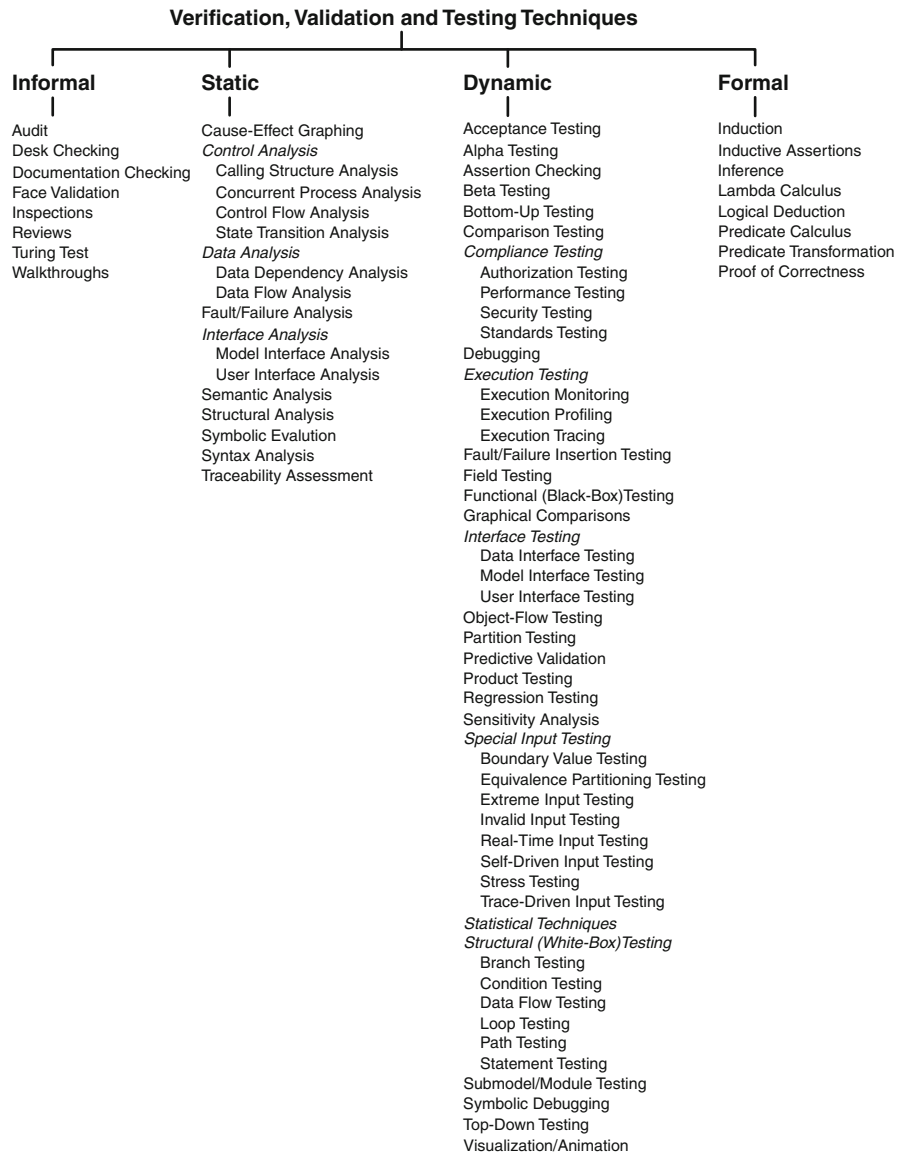 Verification, Validation and Testing Techniques
Informal
Audit
Desk Checking
Documentation Checking
Face Validation
Inspections
Reviews
Turing Test
Walkthroughs
Static
Cause-Effect Graphing
Control Analysis
Calling Structure Analysis
Concurrent Process Analysis
Control Flow Analysis
State Transition Analysis
Data Analysis
Data Dependency Analysis
Data Flow Analysis
Fault/Failure Analysis
Interface Analysis
Model Interface Analysis
User Interface Analysis
Semantic Analysis
Structural Analysis
Symbolic Evalution
Syntax Analysis
Traceability Assessment
Dynamic
Acceptance Testing
Alpha Testing
Assertion Checking
Beta Testing
Bottom-Up Testing
Comparison Testing
Compliance Testing
Authorization Testing
Performance Testing
Security Testing
Standards Testing
Debugging
Execution Testing
Execution Monitoring
Execution Profiling
Execution Tracing
Fault/Failure Insertion Testing
Field Testing
Functional (Black-Box)Testing
Graphical Comparisons
Interface Testing
Data Interface Testing
Model Interface Testing
User Interface Testing
Object-Flow Testing
Partition Testing
Predictive Validation
Product Testing
Regression Testing
Sensitivity Analysis
Special Input Testing
Boundary Value Testing
Equivalence Partitioning Testing
Extreme Input Testing
Invalid Input Testing
Real-Time Input Testing
Self-Driven Input Testing
Stress Testing
Trace-Driven Input Testing
Statistical Techniques
Structural (White-Box)Testing
Branch Testing
Condition Testing
Data Flow Testing
Loop Testing
Path Testing
Statement Testing
Submodel/Module Testing
Symbolic Debugging
Top-Down Testing
Visualization/Animation
Formal
Induction
Inductive Assertions
Inference
Lambda Calculus
Logical Deduction
Predicate Calculus
Predicate Transformation
Proof of Correctness